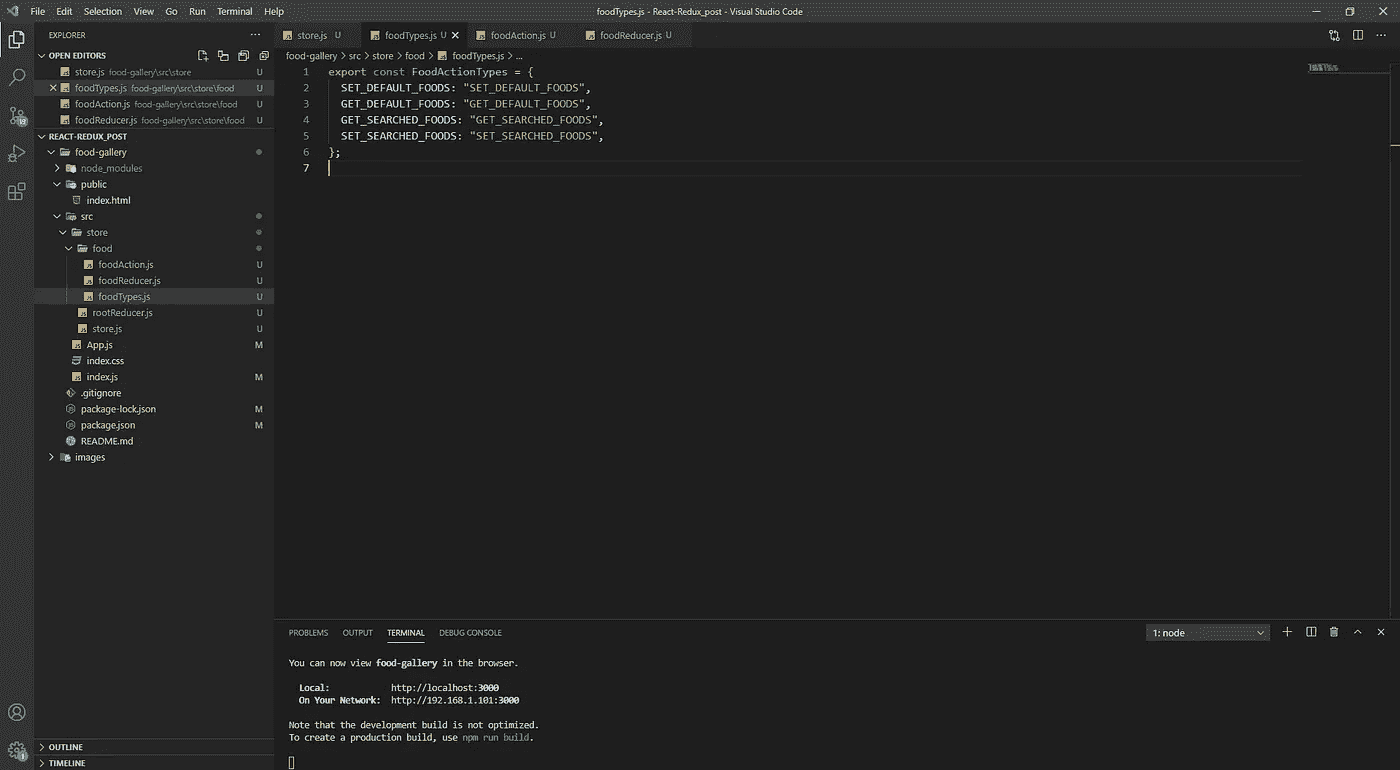 File Edit Selection View Go Run Terminal Help foodTypes.js - React-Redux_post - Visual Studio Code
EXPLORER
store.js U foodTypes.js U foodAction.js U foodReducer.js U
OPEN EDITORS
store.js food-gallery\src\store U
foodTypes.js food-gallery\src\store\food U
foodAction.js food-gallery\src\store\food U
foodReducer.js food-gallery\src\store\food U
REACT-REDUX_POST
food-gallery
node_modules
public
index.html
src
store
food
foodAction.js U
foodReducer.js U
foodTypes.js U
rootReducer.js U
store.js U
App.js M
index.css
index.js M
.gitignore
package-lock.json M
package.json M
README.md
images
OUTLINE
TIMELINE
food-gallery > src > store > food > foodTypes.js > ...
1 export const FoodActionTypes = {
2 SET_DEFAULT_FOODS: "SET_DEFAULT_FOODS",
3 GET_DEFAULT_FOODS: "GET_DEFAULT_FOODS",
4 GET_SEARCHED_FOODS: "GET_SEARCHED_FOODS",
5 SET_SEARCHED_FOODS: "SET_SEARCHED_FOODS",
6 };
7
PROBLEMS OUTPUT TERMINAL DEBUG CONSOLE 1: node
You can now view food-gallery in the browser.
Local: http://localhost:3000
On Your Network: http://192.168.1.101:3000
Note that the development build is not optimized.
To create a production build, use npm run build.